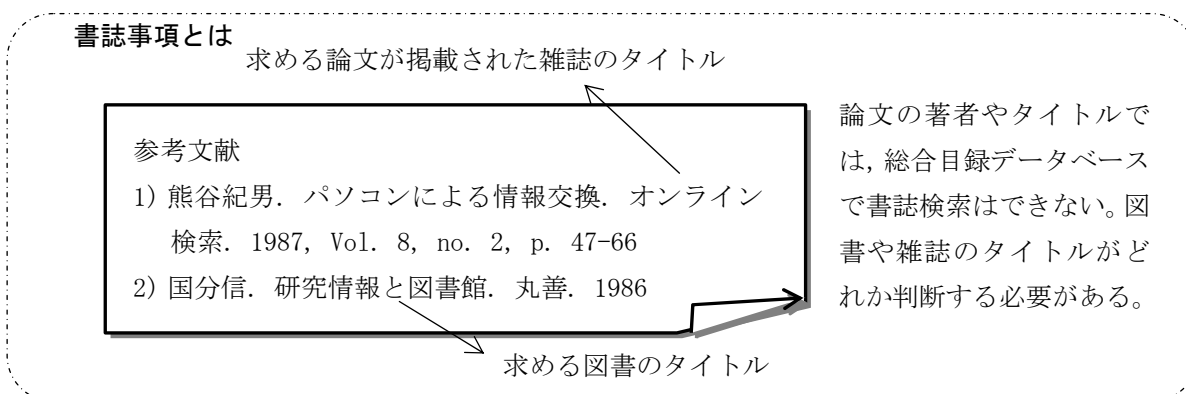 書誌事項とは
求める論文が掲載された雑誌のタイトル
参考文献
1) 熊谷紀男. パソコンによる情報交換. オンライン
検索. 1987, Vol. 8, no. 2, p. 47-66
2) 国分信. 研究情報と図書館. 丸善. 1986
求める図書のタイトル
論文の著者やタイトルで
は, 総合目録データベース
で書誌検索はできない。図
書や雑誌のタイトルがど
れか判断する必要がある。